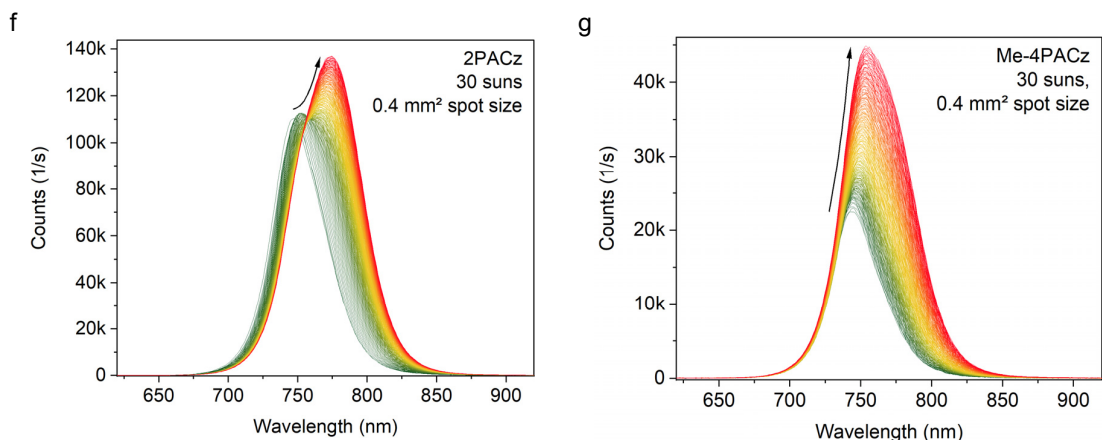 f
140k
120k
100k
80k
60k
40k
20k
0
Counts (1/s)
2PACz
30 suns
0.4 mm² spot size
650 700 750 800 850 900
Wavelength (nm)
g
40k
30k
20k
10k
0
Counts (1/s)
Me-4PACz
30 suns,
0.4 mm² spot size
650 700 750 800 850 900
Wavelength (nm)